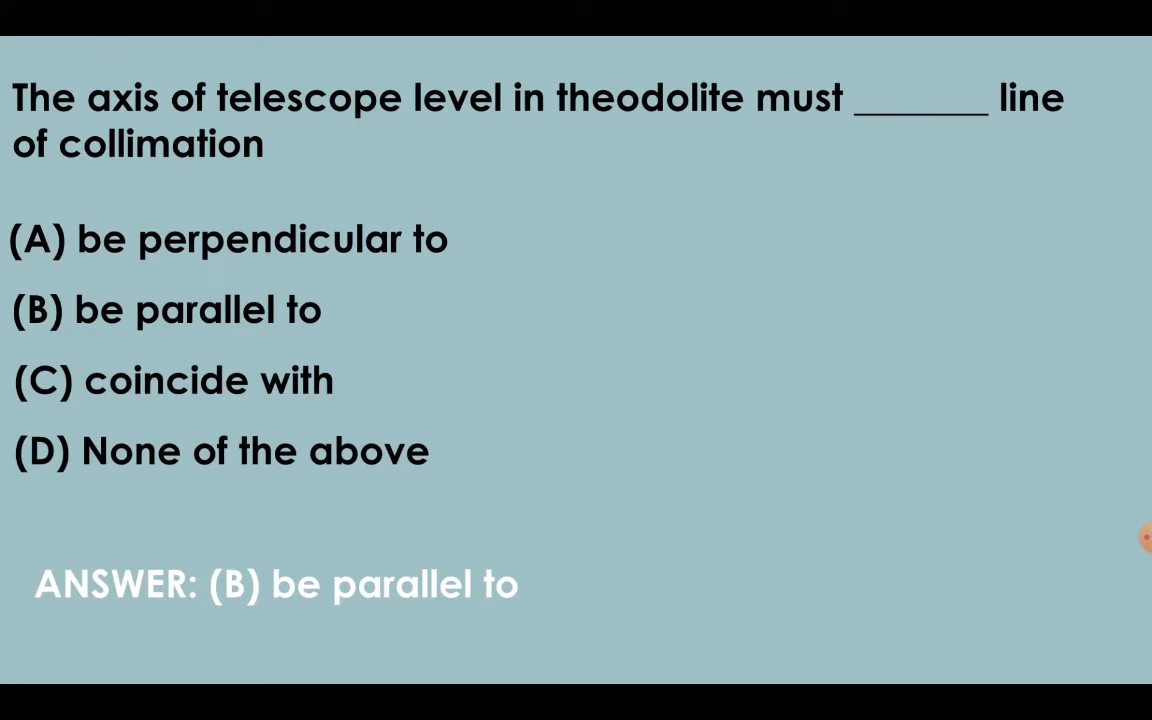 The axis of telescope level in theodolite must ________ line
of collimation
(A) be perpendicular to
(B) be parallel to
(C) coincide with
(D) None of the above
ANSWER: (B) be parallel to